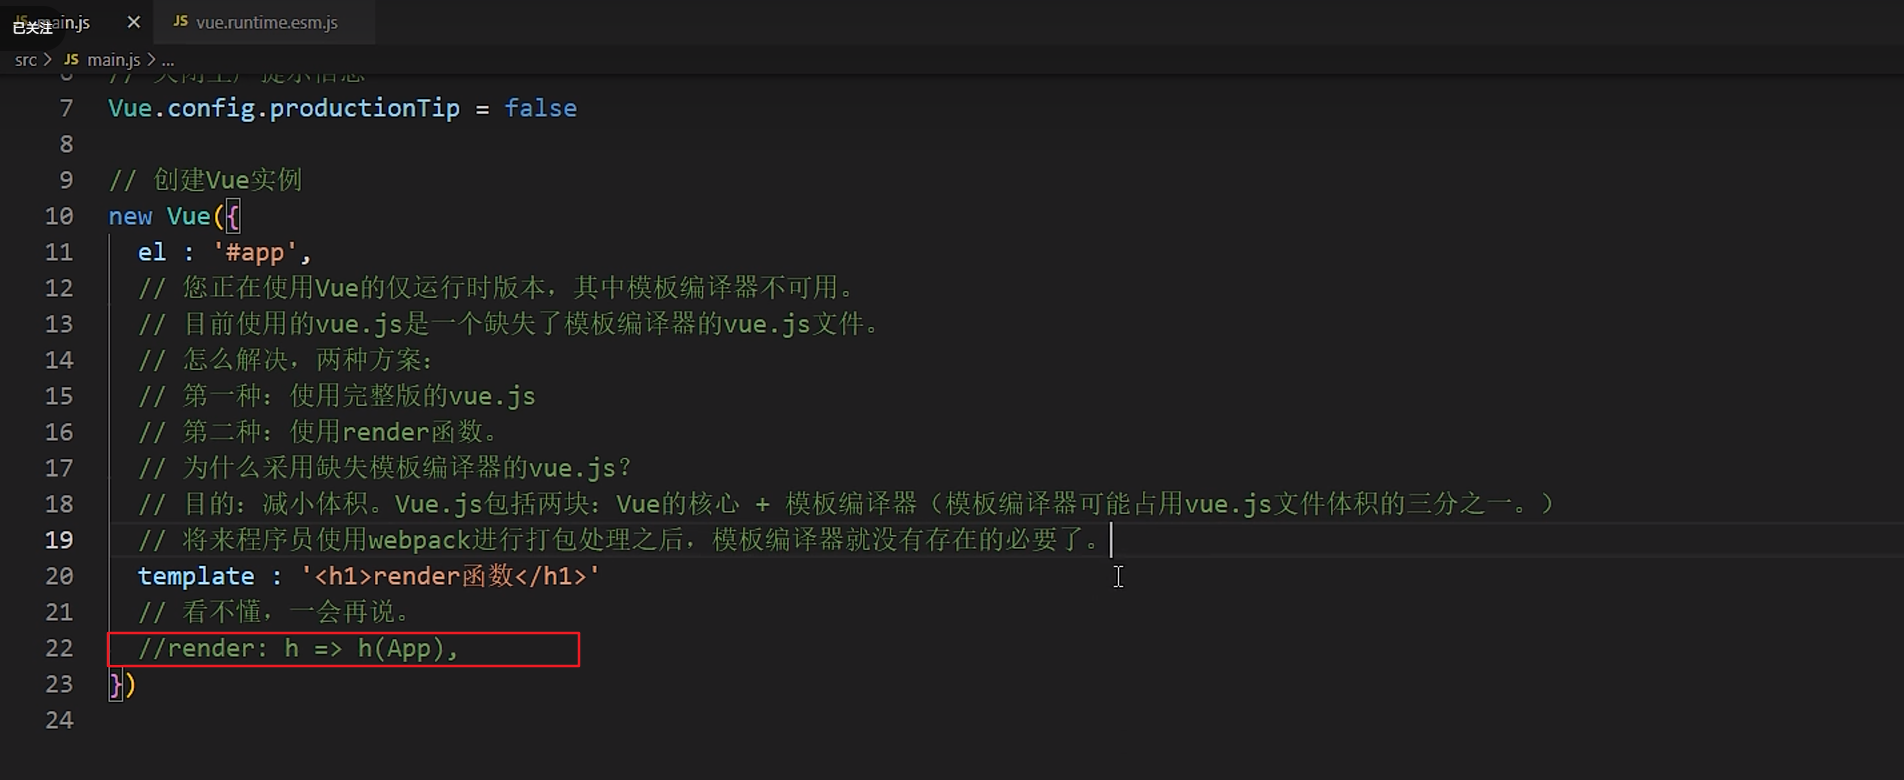 已关注
main.js
JS vue.runtime.esm.js
src > JS main.js > ...
7 Vue.config.productionTip = false
8
9 // 创建Vue实例
10 new Vue({
11 el : '#app',
12 // 您正在使用Vue的仅运行时版本，其中模板编译器不可用。
13 // 目前使用的vue.js是一个缺失了模板编译器的vue.js文件。
14 // 怎么解决，两种方案：
15 // 第一种：使用完整版的vue.js
16 // 第二种：使用render函数。
17 // 为什么采用缺失模板编译器的vue.js？
18 // 目的：减小体积。Vue.js包括两块：Vue的核心 + 模板编译器（模板编译器可能占用vue.js文件体积的三分之一。）
19 // 将来程序员使用webpack进行打包处理之后，模板编译器就没有存在的必要了。
20 template : '<h1>render函数</h1>'
21 // 看不懂，一会再说。
22 //render: h => h(App),
23 })
24